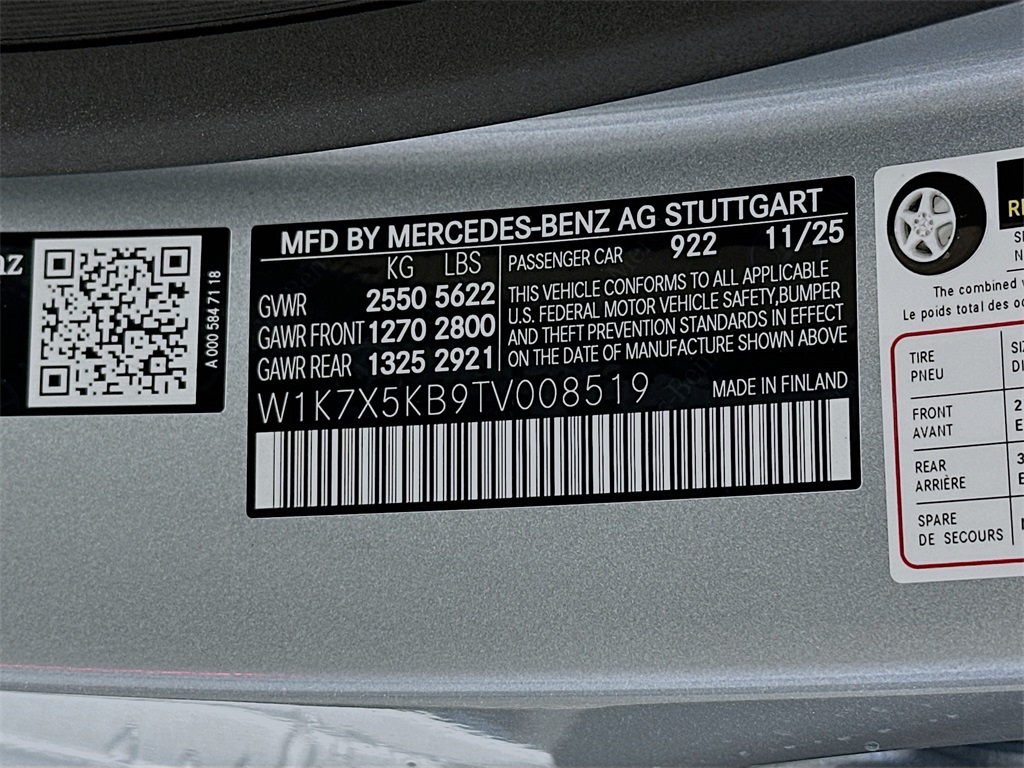 nz
A 000 584 71 18
MFD BY MERCEDES-BENZ AG STUTTGART
KG LBS
GVWR 2550 5622
GAWR FRONT 1270 2800
GAWR REAR 1325 2921
PASSENGER CAR 922 11/25
THIS VEHICLE CONFORMS TO ALL APPLICABLE
U.S. FEDERAL MOTOR VEHICLE SAFETY,BUMPER
AND THEFT PREVENTION STANDARDS IN EFFECT
ON THE DATE OF MANUFACTURE SHOWN ABOVE
W1K7X5KB9TV008519 MADE IN FINLAND
The combined
Le poids total des oc
TIRE
PNEU
FRONT
AVANT
REAR
ARRIÈRE
SPARE
DE SECOURS